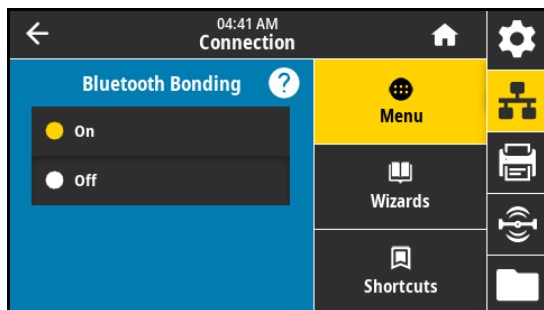 04:41 AM
Connection
Bluetooth Bonding ?
On
Off
Menu
Wizards
Shortcuts